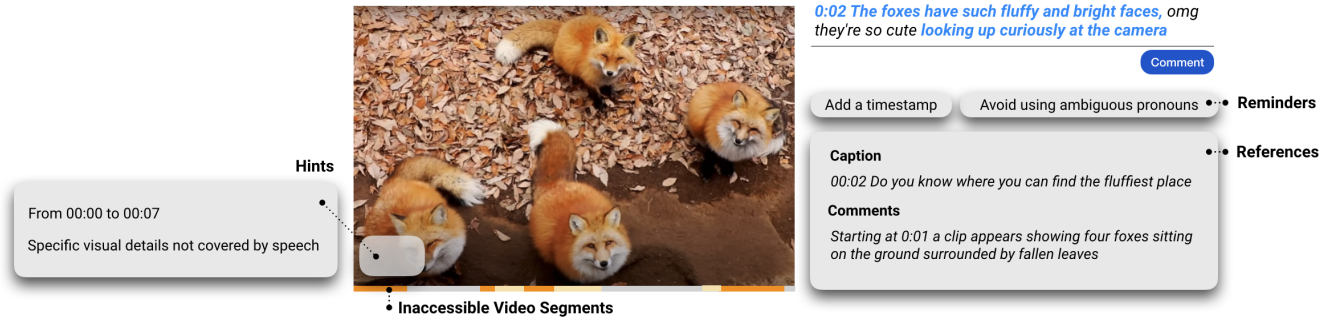 Hints
From 00:00 to 00:07
Specific visual details not covered by speech
Inaccessible Video Segments
0:02 The foxes have such fluffy and bright faces, omg
they're so cute looking up curiously at the camera
Comment
Add a timestamp
Avoid using ambiguous pronouns
Reminders
References
Caption
00:02 Do you know where you can find the fluffiest place
Comments
Starting at 0:01 a clip appears showing four foxes sitting
on the ground surrounded by fallen leaves